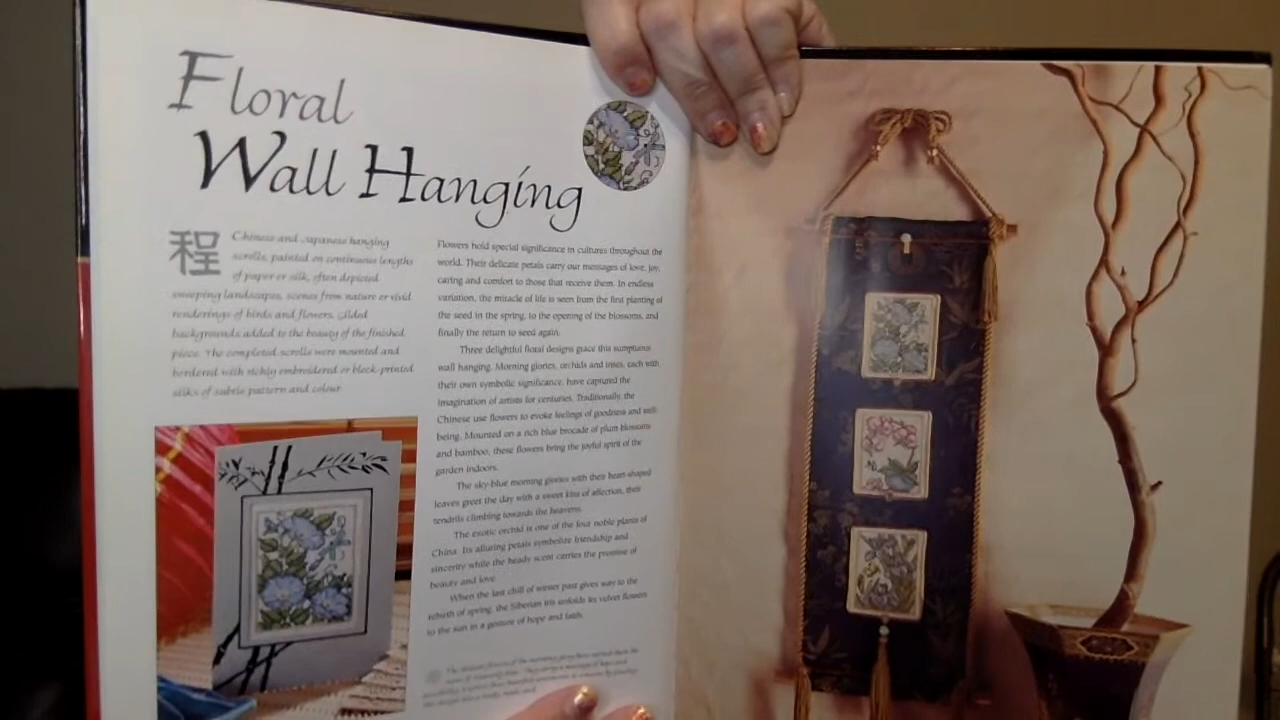 Floral
Wall Hanging
程
Chinese and Japanese hanging
scrolls, painted on continuous lengths
of paper or silk, often depicted
sweeping landscapes, scenes from nature or vivid
renderings of birds and flowers. Gilded
backgrounds added to the beauty of the finished
piece. The completed scrolls were mounted and
bordered with richly embroidered or block-printed
silks of subtle pattern and colour.
Flowers hold special significance in cultures throughout the
world. Their delicate petals carry our messages of love, joy,
caring and comfort to those that receive them. In endless
variation, the miracle of life is seen from the first planting of
the seed in the spring, to the opening of the blossoms, and
finally the return to seed again.
Three delightful floral designs grace this sumptuous
wall hanging. Morning glories, orchids and irises, each with
their own symbolic significance, have captured the
imagination of artists for centuries. Traditionally, the
Chinese use flowers to evoke feelings of goodness and well-
being. Mounted on a rich blue brocade of plum blossoms
and bamboo, these flowers bring the joyful spirit of the
garden indoors.
The sky-blue morning glories with their heart-shaped
leaves greet the day with a sweet kiss of affection, their
tendrils climbing towards the heavens.
The exotic orchid is one of the four noble plants of
China. Its alluring petals symbolize friendship and
sincerity while the heady scent carries the promise of
beauty and love.
When the last chill of winter past gives way to the
rebirth of spring, the Siberian iris unfolds its velvet flowers
to the sun in a gesture of hope and faith.